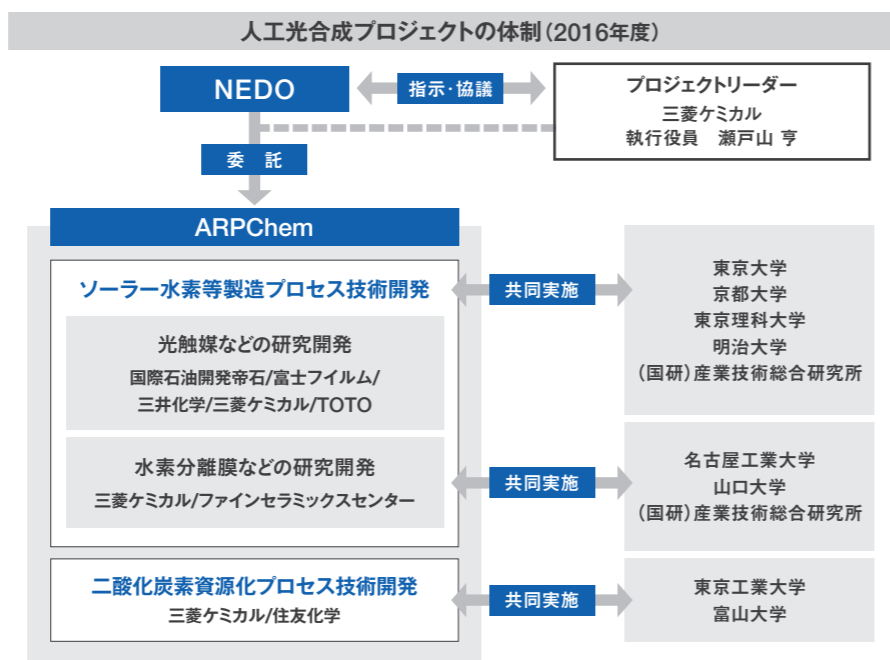 人工光合成プロジェクトの体制（2016年度）
NEDO
指示・協議
プロジェクトリーダー
三菱ケミカル
執行役員　瀬戸山 亨
委　託
ARPChem
ソーラー水素等製造プロセス技術開発
光触媒などの研究開発
国際石油開発帝石/富士フイルム/
三井化学/三菱ケミカル/TOTO
共同実施
東京大学
京都大学
東京理科大学
明治大学
（国研）産業技術総合研究所
水素分離膜などの研究開発
三菱ケミカル/ファインセラミックスセンター
共同実施
名古屋工業大学
山口大学
（国研）産業技術総合研究所
二酸化炭素資源化プロセス技術開発
三菱ケミカル/住友化学
共同実施
東京工業大学
富山大学